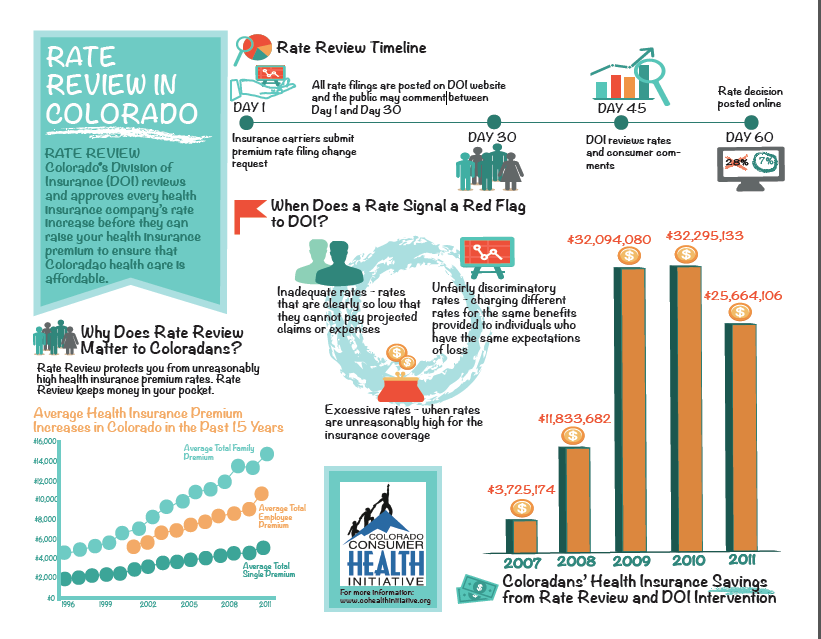 RATE
REVIEW IN
COLORADO
RATE REVIEW
Colorado's Division of
Insurance (DOI) reviews
and approves every health
insurance company's rate
increase before they can
raise your health insurance
premium to ensure that
Coloradao health care is
affordable.
Rate Review Timeline
All rate filings are posted on DOI website
and the public may comment between
Day 1 and Day 30
DAY 1
Insurance carriers submit
premium rate filing change
request
DAY 30
DAY 45
DOI reviews rates
and consumer com-
ments
Rate decision
posted online
DAY 60
28%
7%
When Does a Rate Signal a Red Flag
to DOI?
Inadequate rates - rates
that are clearly so low that
they cannot pay projected
claims or expenses
Unfairly discriminatory
rates - charging different
rates for the same benefits
provided to individuals who
have the same expectations
of loss
Excessive rates - when rates
are unreasonably high for the
insurance coverage
Why Does Rate Review
Matter to Coloradans?
Rate Review protects you from unreasonably
high health insurance premium rates. Rate
Review keeps money in your pocket.
Average Health Insurance Premium
Increases in Colorado in the Past 15 Years
$16,000
$14,000
$12,000
$10,000
$8,000
$6,000
$4,000
$2,000
$0
Average Total Family
Premium
Average Total
Employee
Premium
Average Total
Single Premium
1996
1999
2002
2005
2008
2011
COLORADO
CONSUMER
HEALTH
INITIATIVE
For more information:
www.cohealthinitiative.org
$3,725,174
$11,833,682
$32,094,080
$32,295,133
$25,664,106
2007
2008
2009
2010
2011
Coloradans' Health Insurance Savings
from Rate Review and DOI Intervention